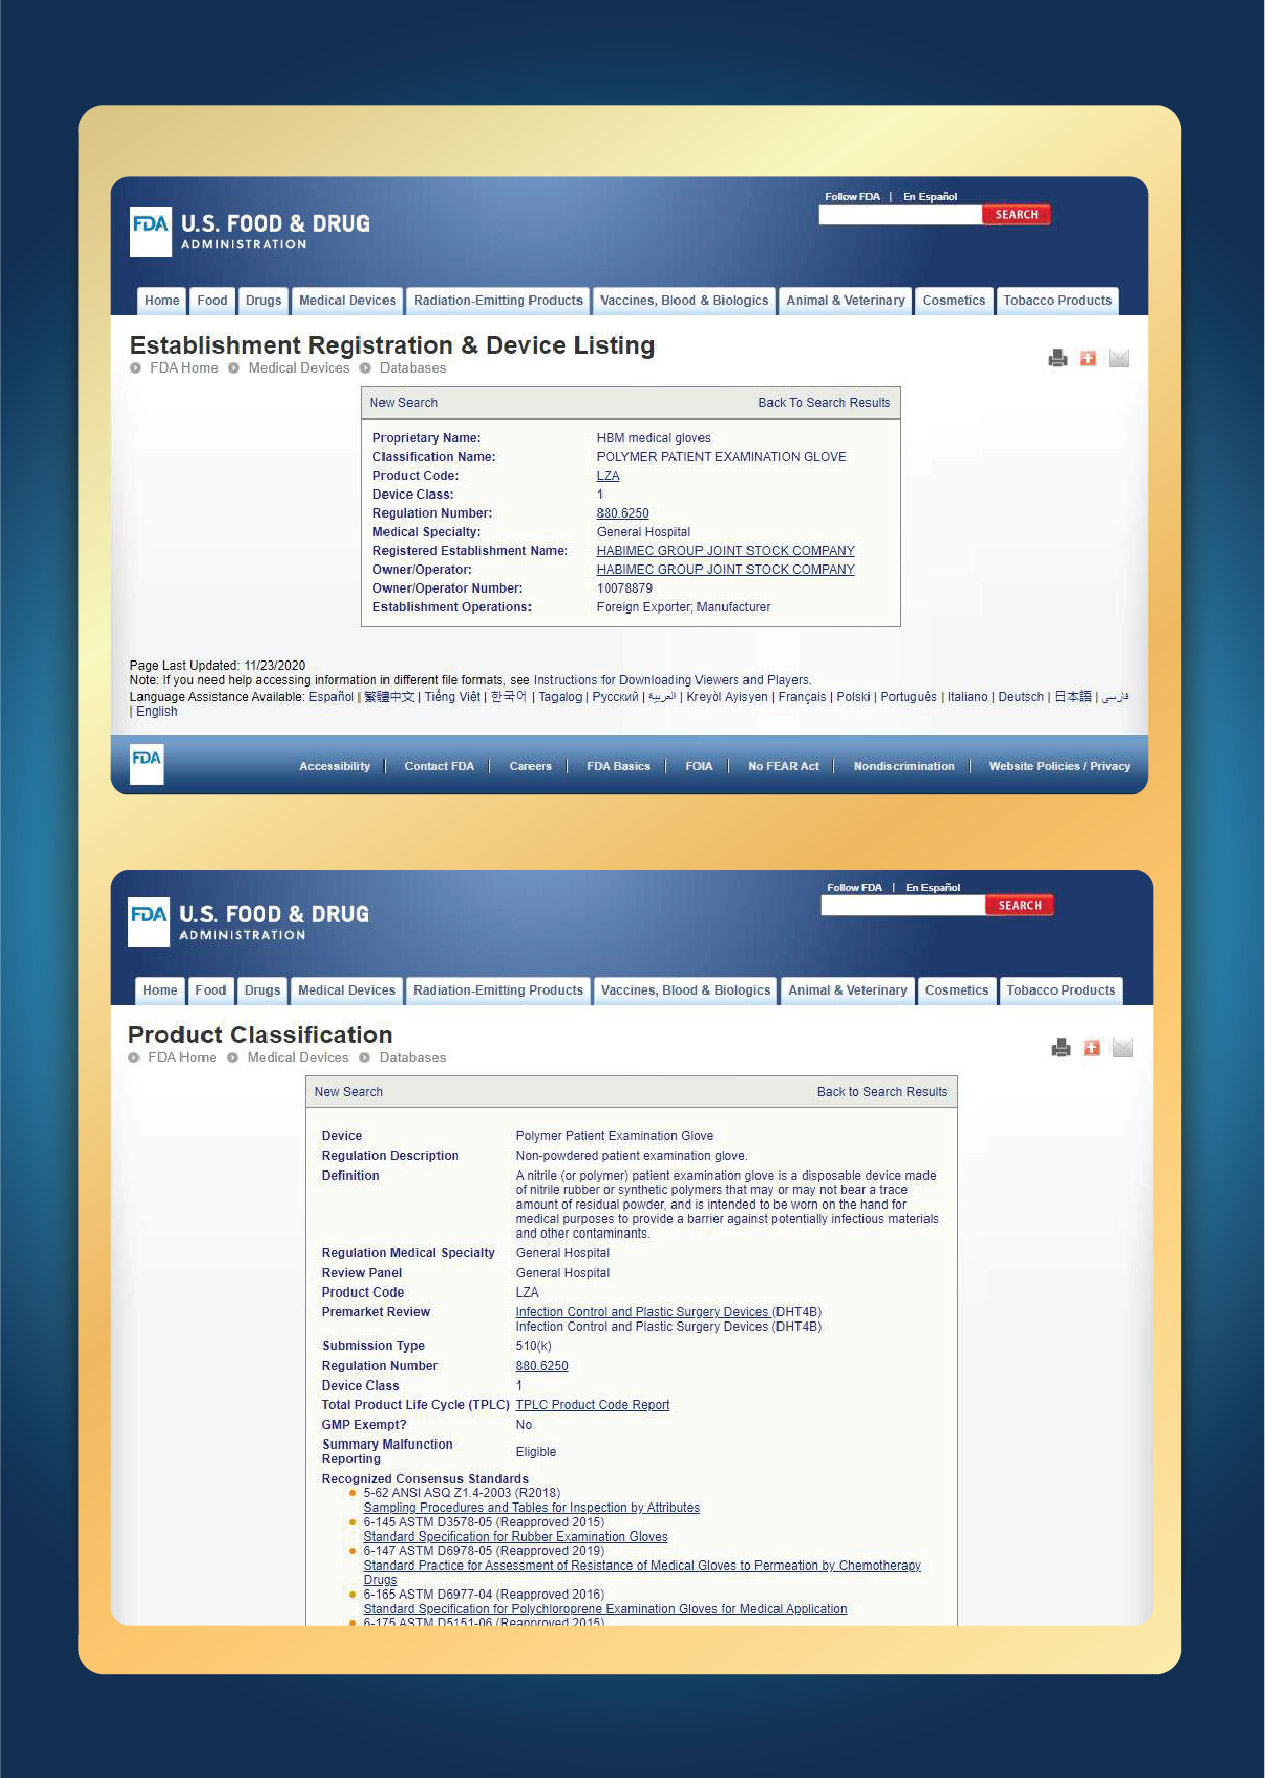 Follow FDA | En Español
FDA U.S. FOOD & DRUG
ADMINISTRATION
SEARCH
Home Food Drugs Medical Devices Radiation-Emitting Products Vaccines, Blood & Biologics Animal & Veterinary Cosmetics Tobacco Products
Establishment Registration & Device Listing
FDA Home Medical Devices Databases
New Search Back To Search Results
Proprietary Name: HBM medical gloves
Classification Name: POLYMER PATIENT EXAMINATION GLOVE
Product Code: LZA
Device Class: 1
Regulation Number: 880.6250
Medical Specialty: General Hospital
Registered Establishment Name: HABIMEC GROUP JOINT STOCK COMPANY
Owner/Operator: HABIMEC GROUP JOINT STOCK COMPANY
Owner/Operator Number: 10078879
Establishment Operations: Foreign Exporter; Manufacturer
Page Last Updated: 11/23/2020
Note: If you need help accessing information in different file formats, see Instructions for Downloading Viewers and Players.
Language Assistance Available: Español | 繁體中文 | Tiếng Việt | 한국어 | Tagalog | Русский | العربية | Kreyòl Ayisyen | Français | Polski | Português | Italiano | Deutsch | 日本語 | فارسی
| English
FDA Accessibility | Contact FDA | Careers | FDA Basics | FOIA | No FEAR Act | Nondiscrimination | Website Policies / Privacy
Follow FDA | En Español
FDA U.S. FOOD & DRUG
ADMINISTRATION
SEARCH
Home Food Drugs Medical Devices Radiation-Emitting Products Vaccines, Blood & Biologics Animal & Veterinary Cosmetics Tobacco Products
Product Classification
FDA Home Medical Devices Databases
New Search Back to Search Results
Device Polymer Patient Examination Glove
Regulation Description Non-powdered patient examination glove.
Definition A nitrile (or polymer) patient examination glove is a disposable device made
of nitrile rubber or synthetic polymers that may or may not bear a trace
amount of residual powder, and is intended to be worn on the hand for
medical purposes to provide a barrier against potentially infectious materials
and other contaminants.
Regulation Medical Specialty General Hospital
Review Panel General Hospital
Product Code LZA
Premarket Review Infection Control and Plastic Surgery Devices (DHT4B)
Infection Control and Plastic Surgery Devices (DHT4B)
Submission Type 510(k)
Regulation Number 880.6250
Device Class 1
Total Product Life Cycle (TPLC) TPLC Product Code Report
GMP Exempt? No
Summary Malfunction
Reporting Eligible
Recognized Consensus Standards
5-62 ANSI ASQ Z1.4-2003 (R2018)
Sampling Procedures and Tables for Inspection by Attributes
6-145 ASTM D3578-05 (Reapproved 2015)
Standard Specification for Rubber Examination Gloves
6-147 ASTM D6978-05 (Reapproved 2019)
Standard Practice for Assessment of Resistance of Medical Gloves to Permeation by Chemotherapy
Drugs
6-165 ASTM D6977-04 (Reapproved 2016)
Standard Specification for Polychloroprene Examination Gloves for Medical Application
6-175 ASTM D5151-06 (Reapproved 2015)